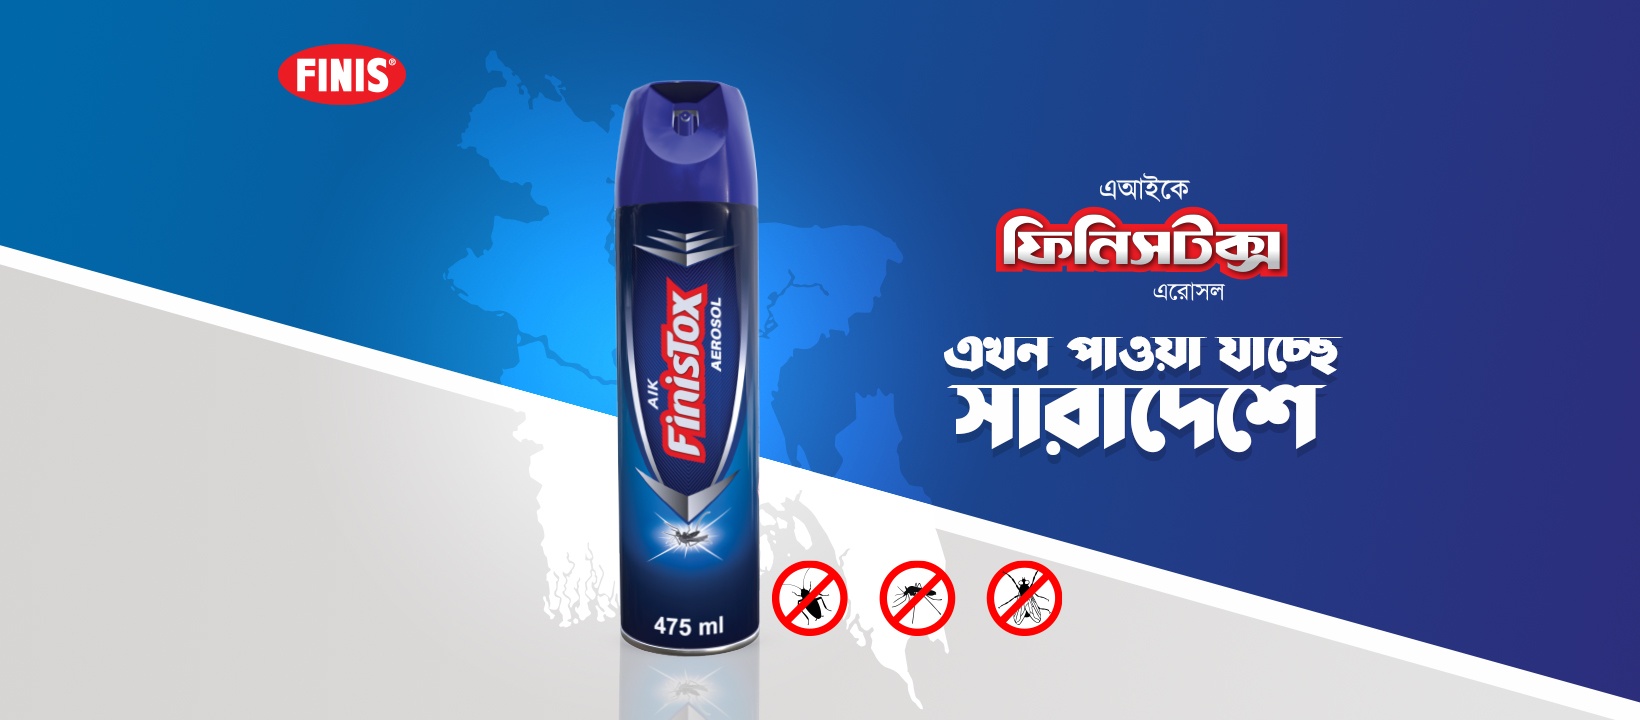 FINIS®
এআইকে
ফিনিসটক্স
এরোসল
এখন পাওয়া যাচ্ছে
সারাদেশে
AIK
FinisTox
AEROSOL
475 ml